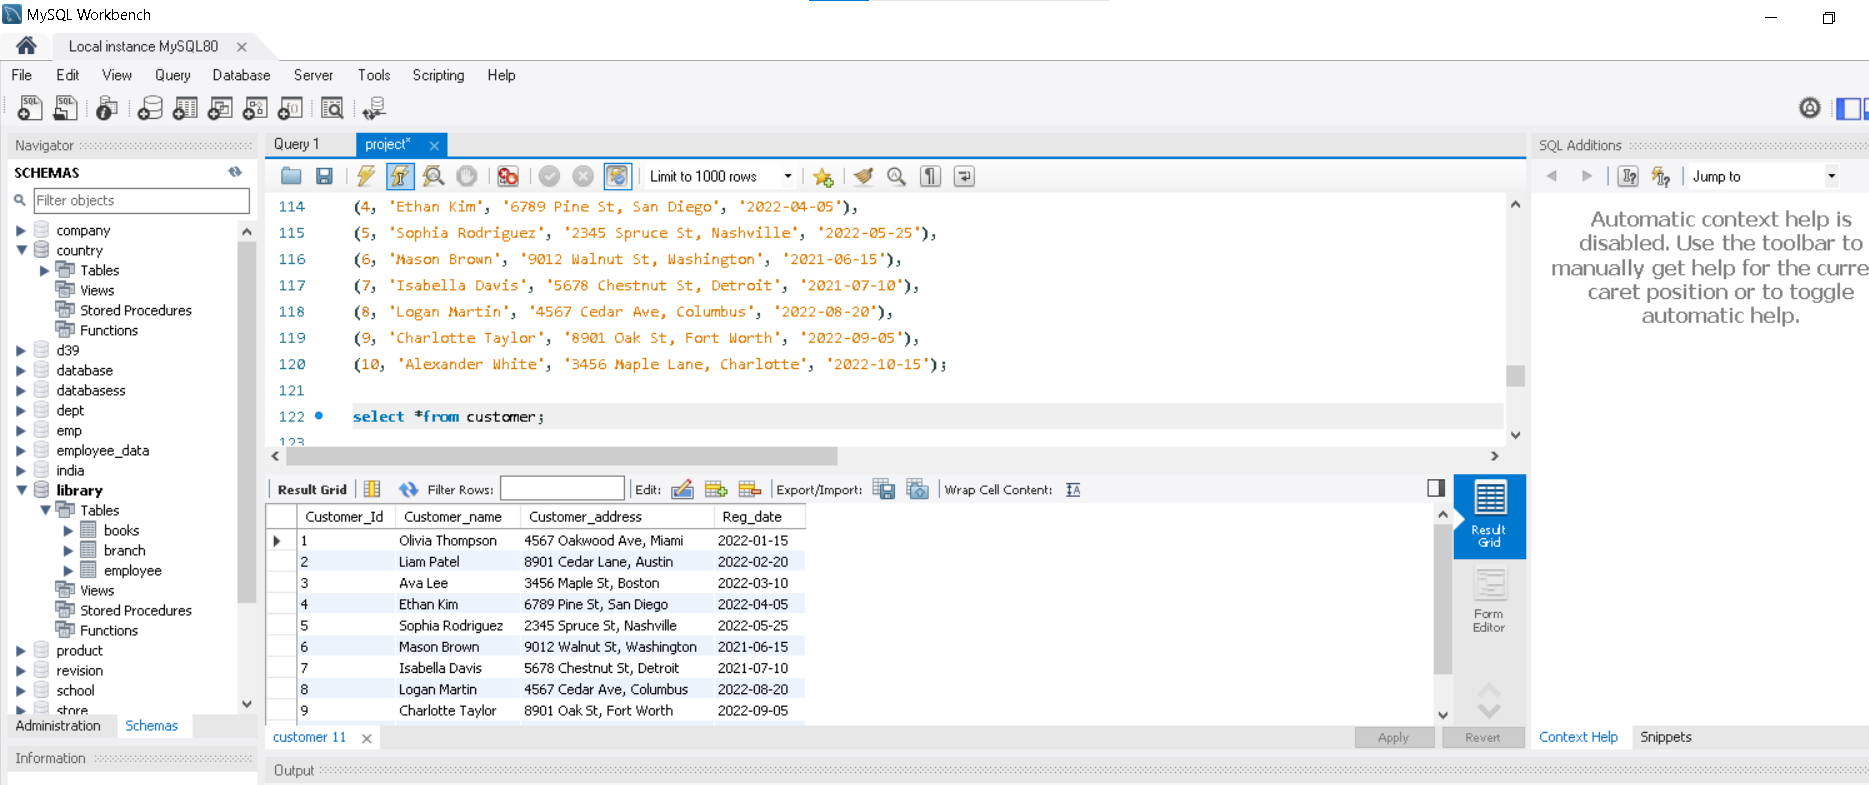 MySQL Workbench
Local instance MySQL80
File Edit View Query Database Server Tools Scripting Help
Navigator
SCHEMAS
Filter objects
company
country
Tables
Views
Stored Procedures
Functions
d39
database
databasess
dept
emp
employee_data
india
library
Tables
books
branch
employee
Views
Stored Procedures
Functions
product
revision
school
store
Administration Schemas
Information
Query 1 project*
Limit to 1000 rows
114 (4, 'Ethan Kim', '6789 Pine St, San Diego', '2022-04-05'),
115 (5, 'Sophia Rodriguez', '2345 Spruce St, Nashville', '2022-05-25'),
116 (6, 'Mason Brown', '9012 Walnut St, Washington', '2021-06-15'),
117 (7, 'Isabella Davis', '5678 Chestnut St, Detroit', '2021-07-10'),
118 (8, 'Logan Martin', '4567 Cedar Ave, Columbus', '2022-08-20'),
119 (9, 'Charlotte Taylor', '8901 Oak St, Fort Worth', '2022-09-05'),
120 (10, 'Alexander White', '3456 Maple Lane, Charlotte', '2022-10-15');
121
122 select *from customer;
123
Result Grid Filter Rows: Edit: Export/Import: Wrap Cell Content:
Customer_Id Customer_name Customer_address Reg_date
1 Olivia Thompson 4567 Oakwood Ave, Miami 2022-01-15
2 Liam Patel 8901 Cedar Lane, Austin 2022-02-20
3 Ava Lee 3456 Maple St, Boston 2022-03-10
4 Ethan Kim 6789 Pine St, San Diego 2022-04-05
5 Sophia Rodriguez 2345 Spruce St, Nashville 2022-05-25
6 Mason Brown 9012 Walnut St, Washington 2021-06-15
7 Isabella Davis 5678 Chestnut St, Detroit 2021-07-10
8 Logan Martin 4567 Cedar Ave, Columbus 2022-08-20
9 Charlotte Taylor 8901 Oak St, Fort Worth 2022-09-05
Result
Grid
Form
Editor
customer 11
Apply Revert
Output
SQL Additions
Jump to
Automatic context help is
disabled. Use the toolbar to
manually get help for the curre
caret position or to toggle
automatic help.
Context Help Snippets